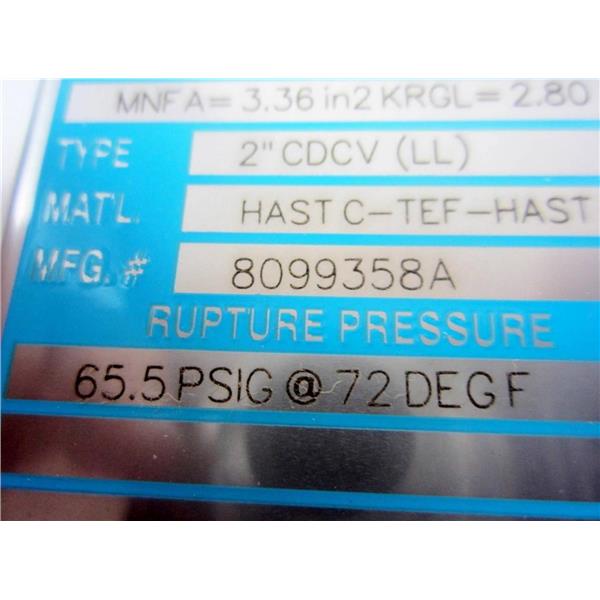 MNFA= 3.36 in2 KRGL= 2.80
TYPE 2" CDCV (LL)
MAT'L. HAST C-TEF-HAST
MFG. # 8099358A
RUPTURE PRESSURE
65.5 PSIG @ 72 DEG F